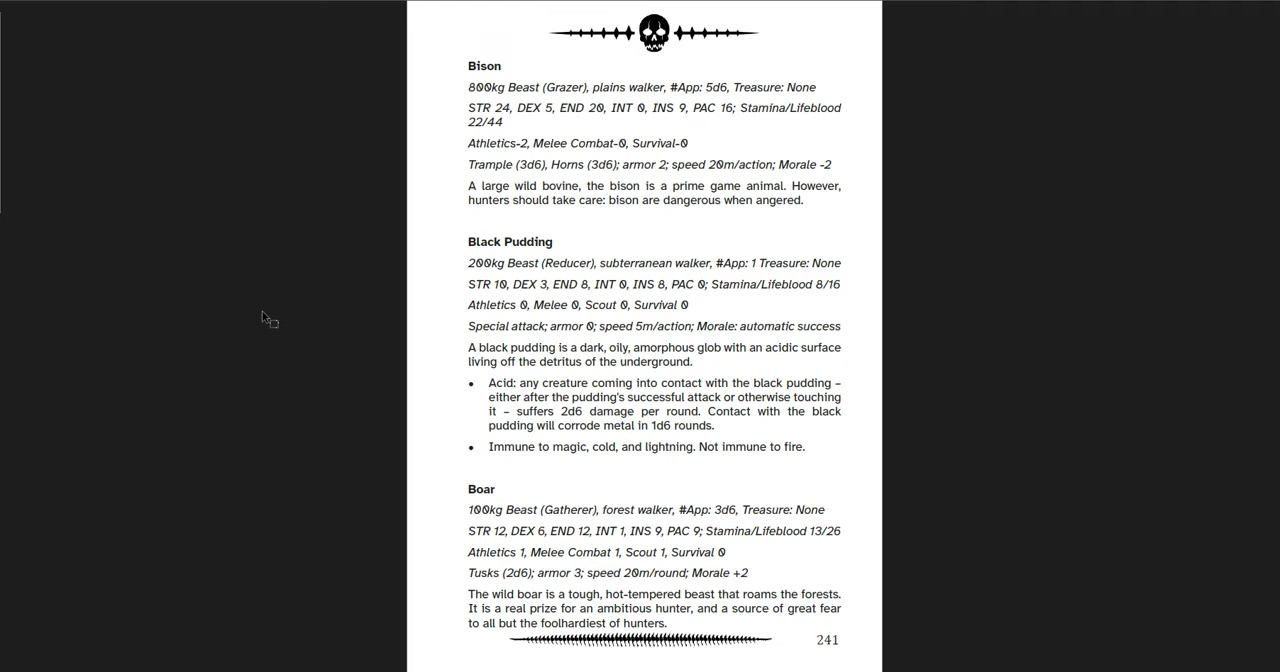 Bison
800kg Beast (Grazer), plains walker, #App: 5d6, Treasure: None
STR 24, DEX 5, END 20, INT 0, INS 9, PAC 16; Stamina/Lifeblood
22/44
Athletics-2, Melee Combat-0, Survival-0
Trample (3d6), Horns (3d6); armor 2; speed 20m/action; Morale -2
A large wild bovine, the bison is a prime game animal. However,
hunters should take care: bison are dangerous when angered.
Black Pudding
200kg Beast (Reducer), subterranean walker, #App: 1 Treasure: None
STR 10, DEX 3, END 8, INT 0, INS 8, PAC 0; Stamina/Lifeblood 8/16
Athletics 0, Melee 0, Scout 0, Survival 0
Special attack; armor 0; speed 5m/action; Morale: automatic success
A black pudding is a dark, oily, amorphous glob with an acidic surface
living off the detritus of the underground.
• Acid: any creature coming into contact with the black pudding –
either after the pudding's successful attack or otherwise touching
it – suffers 2d6 damage per round. Contact with the black
pudding will corrode metal in 1d6 rounds.
• Immune to magic, cold, and lightning. Not immune to fire.
Boar
100kg Beast (Gatherer), forest walker, #App: 3d6, Treasure: None
STR 12, DEX 6, END 12, INT 1, INS 9, PAC 9; Stamina/Lifeblood 13/26
Athletics 1, Melee Combat 1, Scout 1, Survival 0
Tusks (2d6); armor 3; speed 20m/round; Morale +2
The wild boar is a tough, hot-tempered beast that roams the forests.
It is a real prize for an ambitious hunter, and a source of great fear
to all but the foolhardiest of hunters.
241